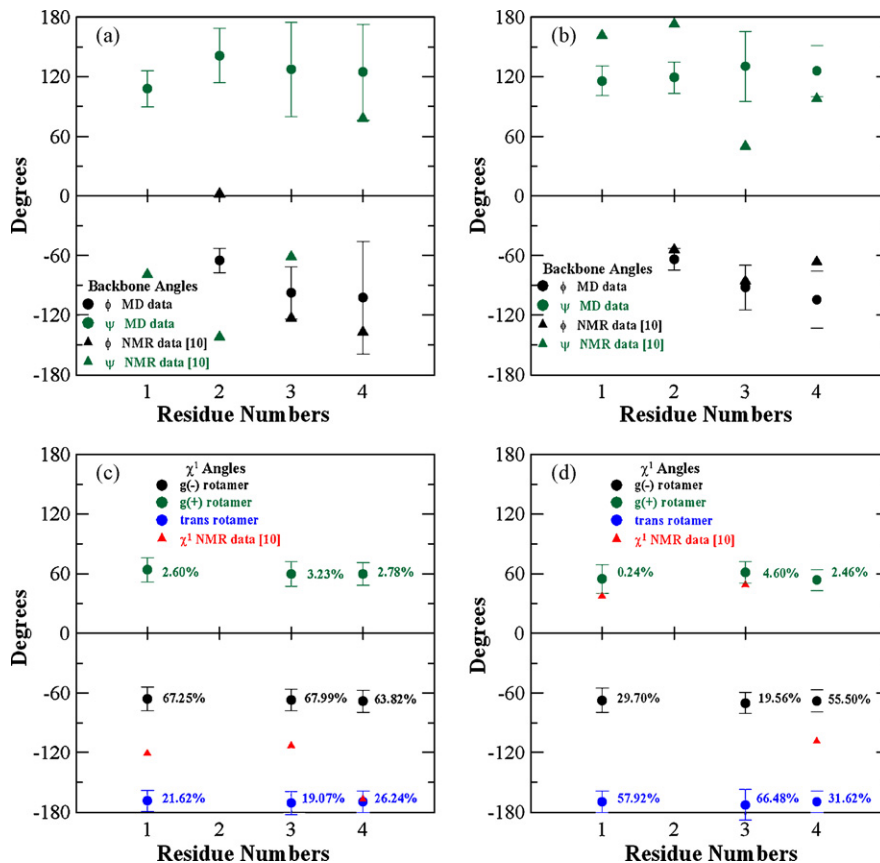 (a)
Degrees
180
120
60
0
-60
-120
-180
Backbone Angles
ϕ MD data
ψ MD data
ϕ NMR data [10]
ψ NMR data [10]
1 2 3 4
Residue Numbers
(b)
Degrees
180
120
60
0
-60
-120
-180
Backbone Angles
ϕ MD data
ψ MD data
ϕ NMR data [10]
ψ NMR data [10]
1 2 3 4
Residue Numbers
(c)
Degrees
180
120
60
0
-60
-120
-180
χ¹ Angles
g(-) rotamer
g(+) rotamer
trans rotamer
χ¹ NMR data [10]
2.60% 3.23% 2.78%
67.25% 67.99% 63.82%
21.62% 19.07% 26.24%
1 2 3 4
Residue Numbers
(d)
Degrees
180
120
60
0
-60
-120
-180
χ¹ Angles
g(-) rotamer
g(+) rotamer
trans rotamer
χ¹ NMR data [10]
0.24% 4.60% 2.46%
29.70% 19.56% 55.50%
57.92% 66.48% 31.62%
1 2 3 4
Residue Numbers